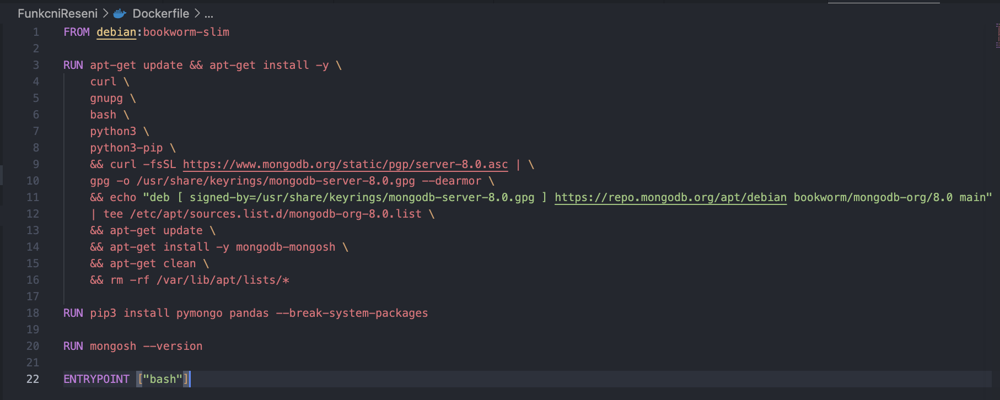 FunkcniReseni > Dockerfile > ...
1 FROM debian:bookworm-slim
2
3 RUN apt-get update && apt-get install -y \
4 curl \
5 gnupg \
6 bash \
7 python3 \
8 python3-pip \
9 && curl -fsSL https://www.mongodb.org/static/pgp/server-8.0.asc | \
10 gpg -o /usr/share/keyrings/mongodb-server-8.0.gpg --dearmor \
11 && echo "deb [ signed-by=/usr/share/keyrings/mongodb-server-8.0.gpg ] https://repo.mongodb.org/apt/debian bookworm/mongodb-org/8.0 main"
12 | tee /etc/apt/sources.list.d/mongodb-org-8.0.list \
13 && apt-get update \
14 && apt-get install -y mongodb-mongosh \
15 && apt-get clean \
16 && rm -rf /var/lib/apt/lists/*
17
18 RUN pip3 install pymongo pandas --break-system-packages
19
20 RUN mongosh --version
21
22 ENTRYPOINT ["bash"]